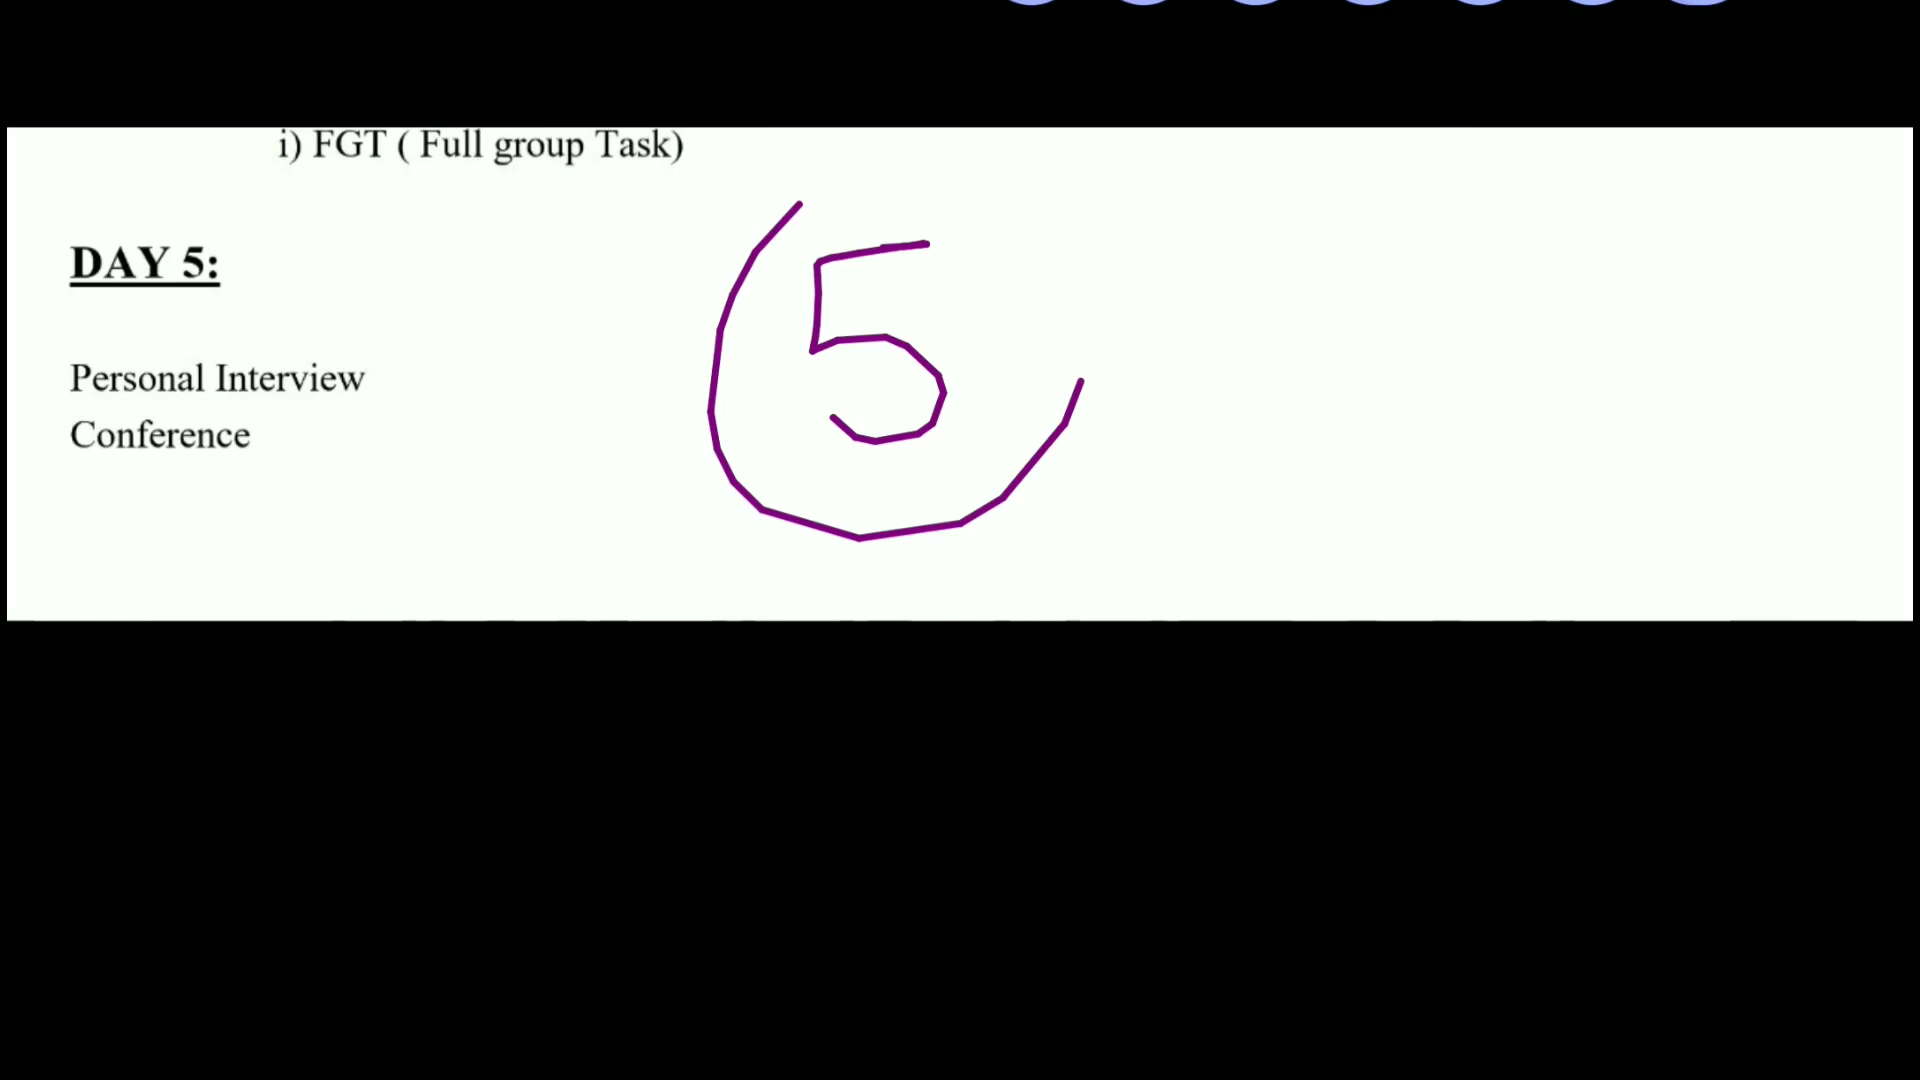 i) FGT ( Full group Task)
DAY 5:
5
Personal Interview
Conference